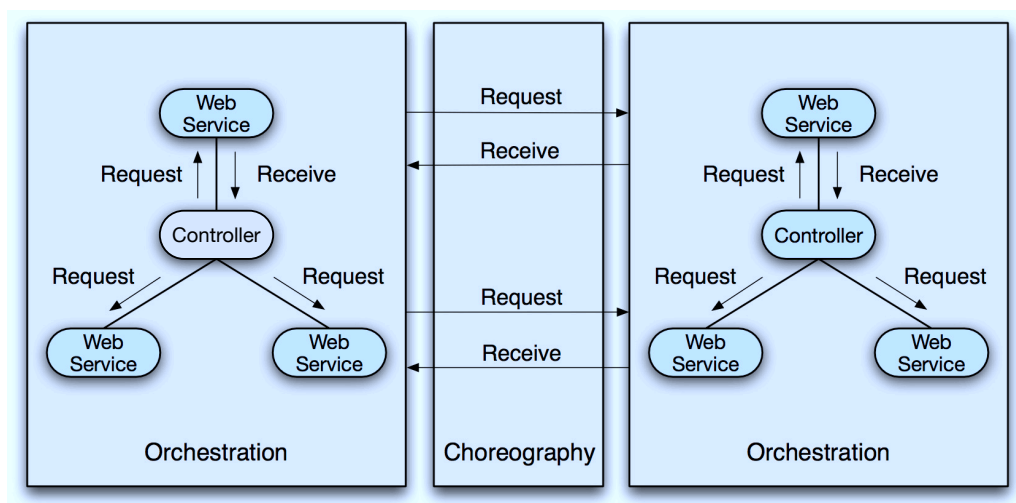 Web
Service
Request
Receive
Controller
Request
Request
Web
Service
Web
Service
Orchestration
Request
Receive
Request
Receive
Choreography
Web
Service
Request
Receive
Controller
Request
Request
Web
Service
Web
Service
Orchestration